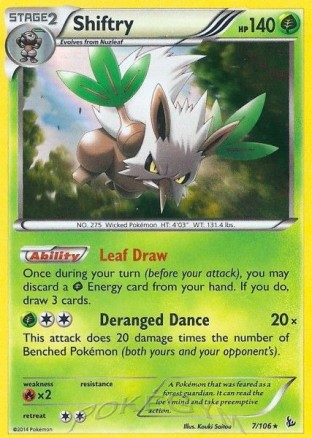 STAGE2
Shiftry
HP 140
Evolves from Nuzleaf
NO. 275 Wicked Pokémon HT: 4'03" WT: 131.4 lbs.
Ability Leaf Draw
Once during your turn (before your attack), you may
discard a Energy card from your hand. If you do,
draw 3 cards.
Deranged Dance 20×
This attack does 20 damage times the number of
Benched Pokémon (both yours and your opponent's).
weakness resistance
×2
retreat
A Pokémon that was feared as a
forest guardian. It can read the
foe's mind and take preemptive
action.
©2014 Pokémon
Illus. Kouki Saitou
7/106